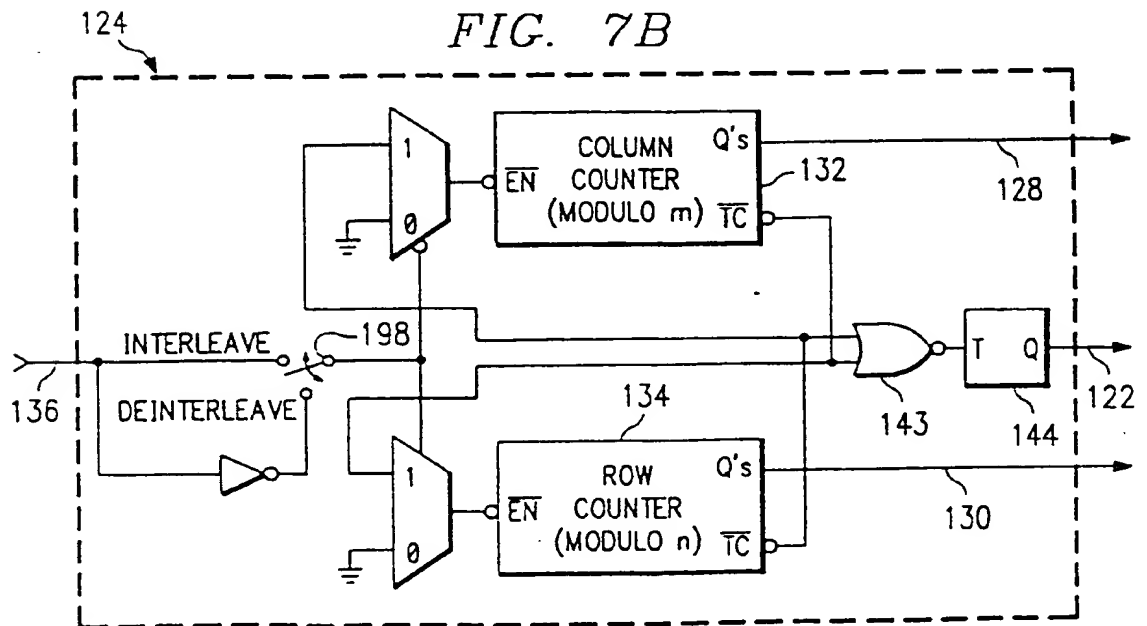 FIG. 7B
124
1
0
EN
COLUMN
COUNTER
(MODULO m)
Q's
TC
132
128
INTERLEAVE
198
136
DEINTERLEAVE
143
T Q
144
122
134
1
0
EN
ROW
COUNTER
(MODULO n)
Q's
TC
130